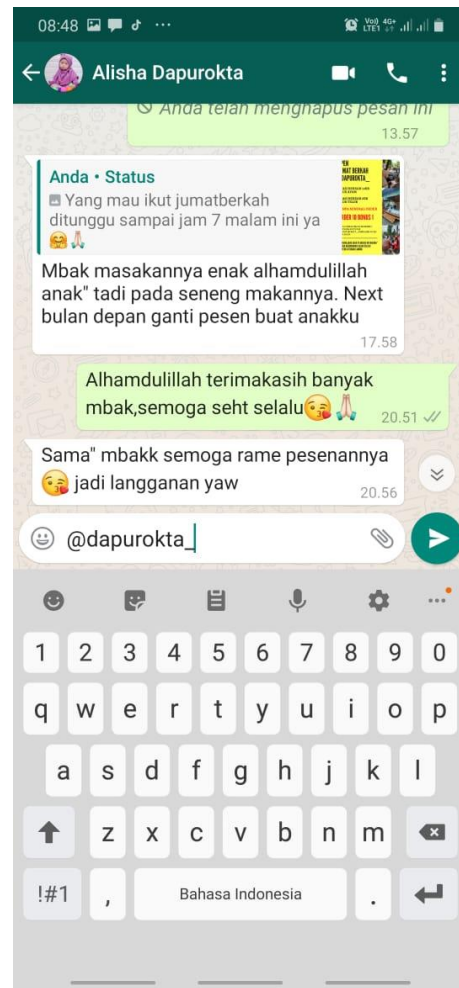 08:48
Vo)) 4G+
LTE1
Alisha Dapurokta
Anda telah menghapus pesan ini
13.57
Anda • Status
Yang mau ikut jumatberkah
ditunggu sampai jam 7 malam ini ya
🤗🙏
Mbak masakannya enak alhamdulillah
anak" tadi pada seneng makannya. Next
bulan depan ganti pesen buat anakku
17.58
Alhamdulillah terimakasih banyak
mbak,semoga seht selalu😘🙏
20.51
Sama" mbakk semoga rame pesenannya
😘 jadi langganan yaw
20.56
@dapurokta_
1 2 3 4 5 6 7 8 9 0
q w e r t y u i o p
a s d f g h j k l
z x c v b n m
!#1 , Bahasa Indonesia .